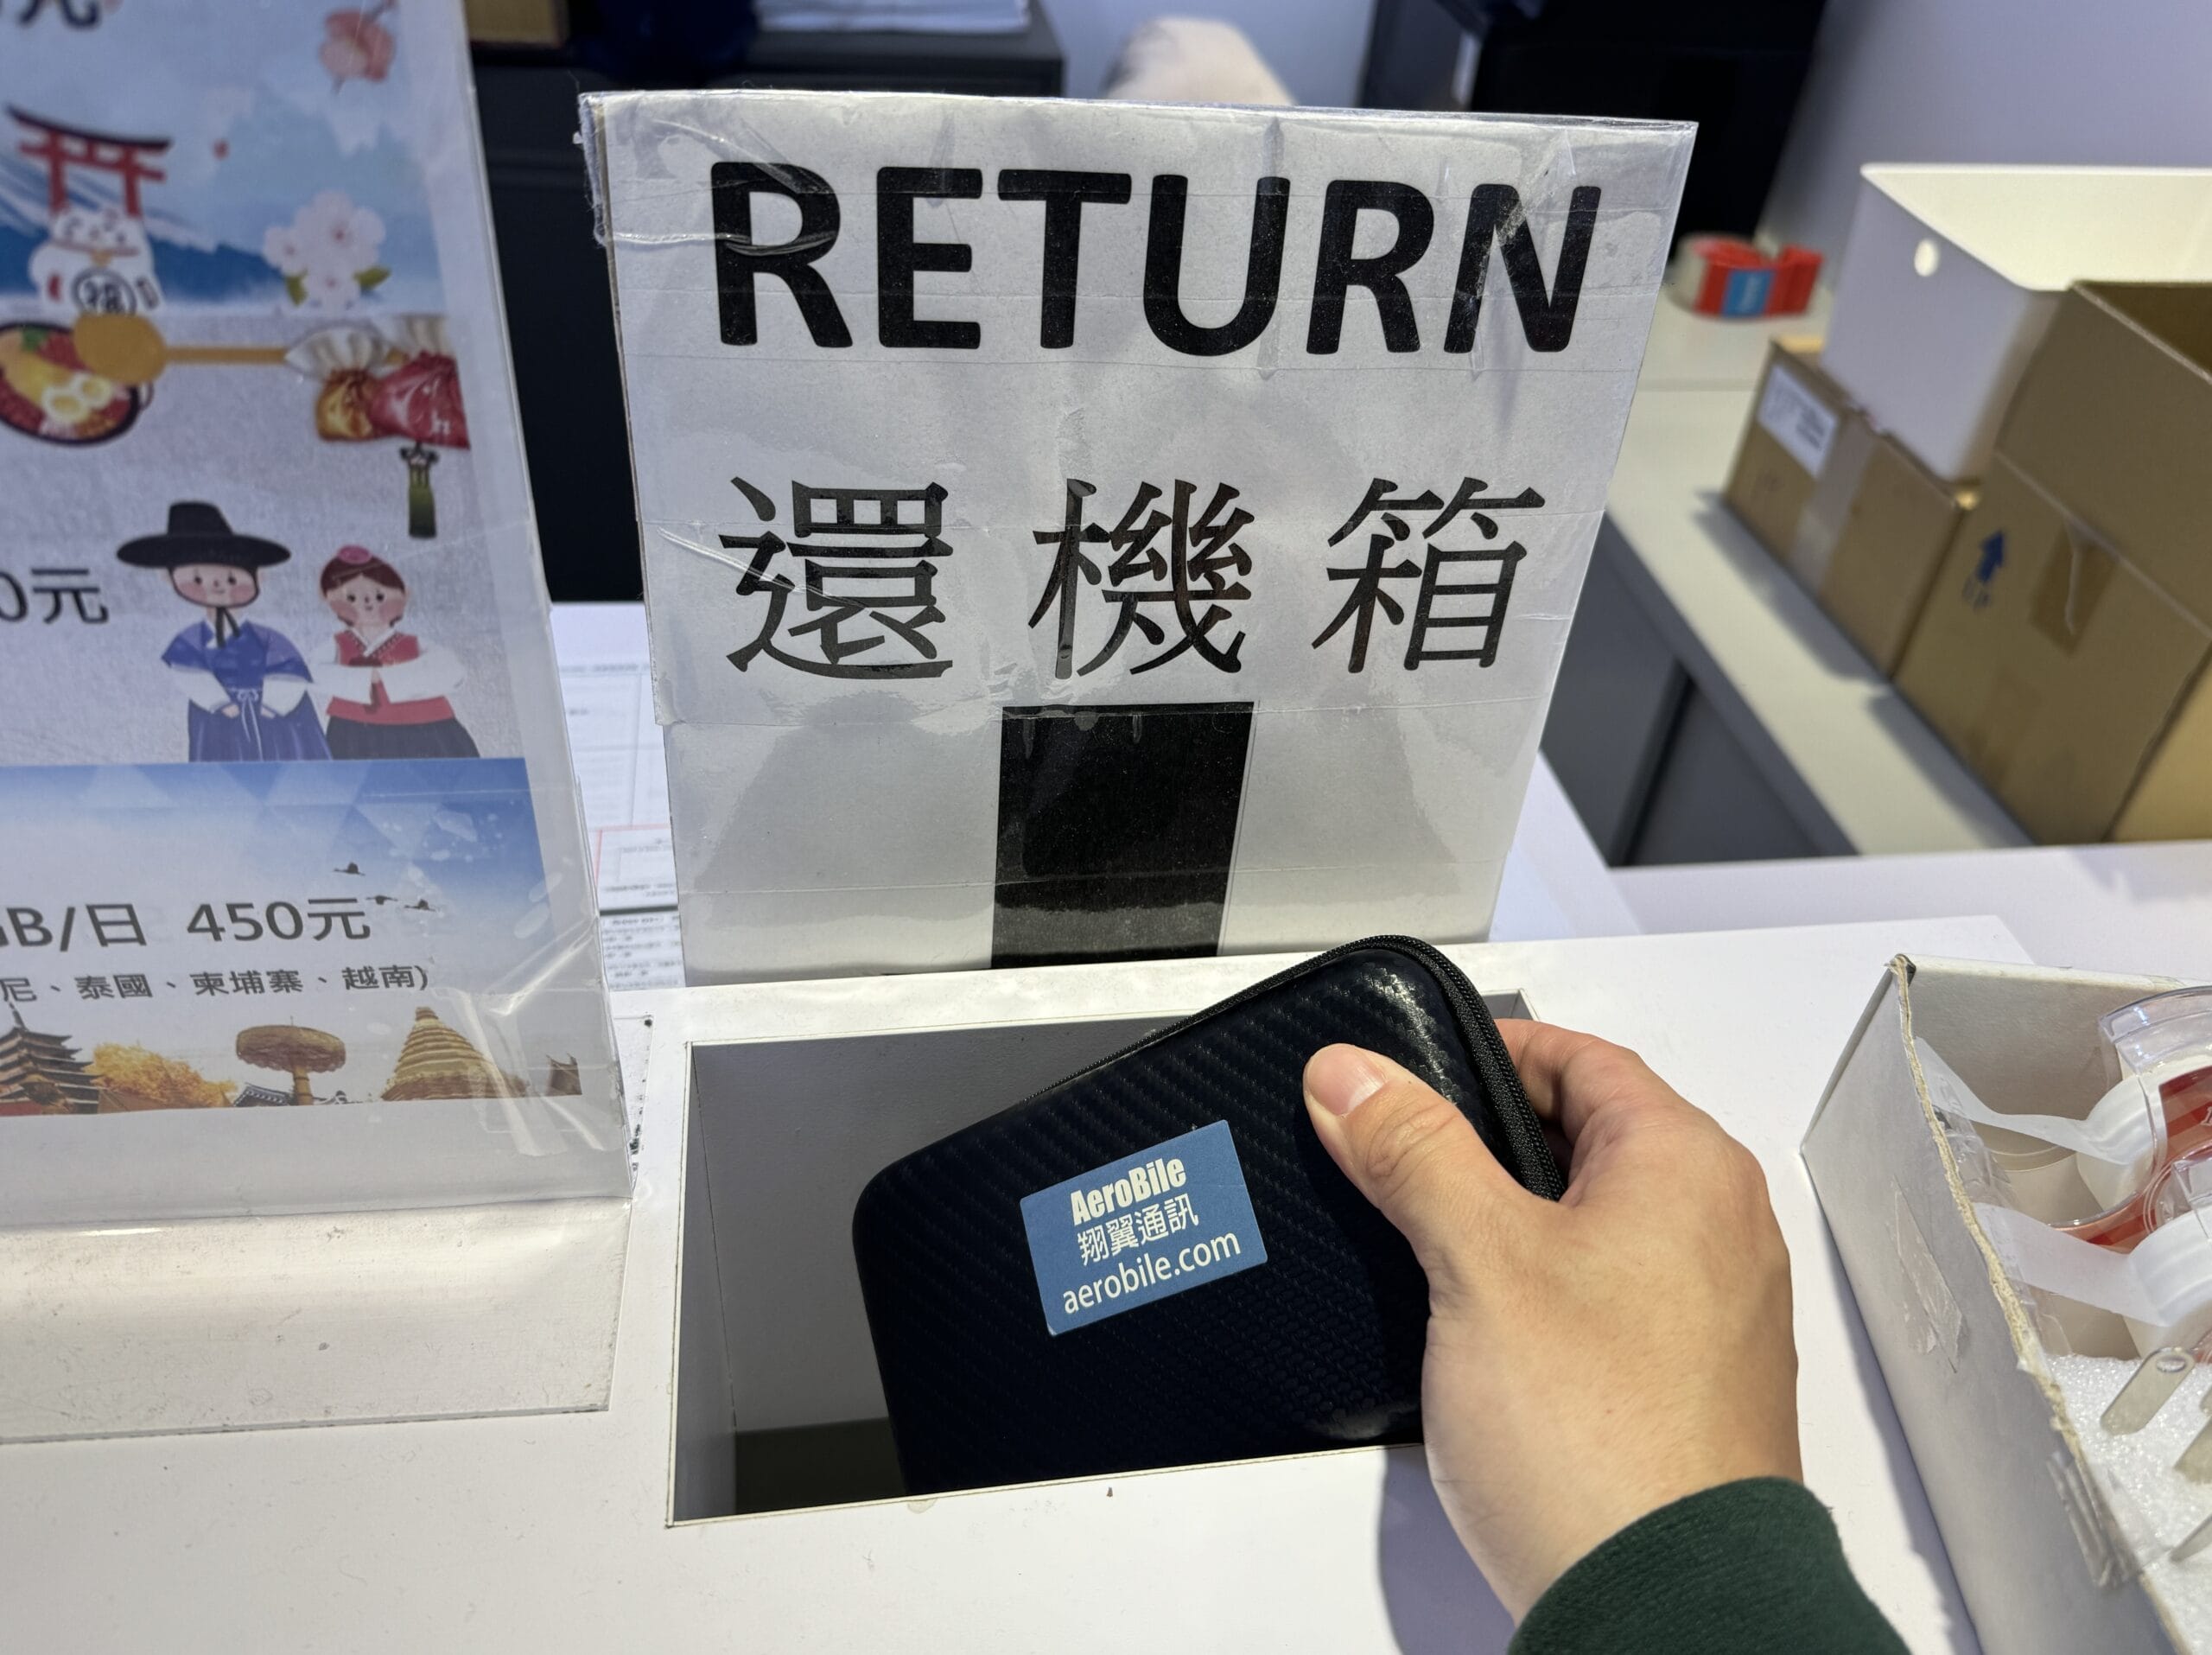 RETURN
還機箱
0元
GB/日 450元
尼、泰國、柬埔寨、越南)
AeroBile
翔翼通訊
aerobile.com